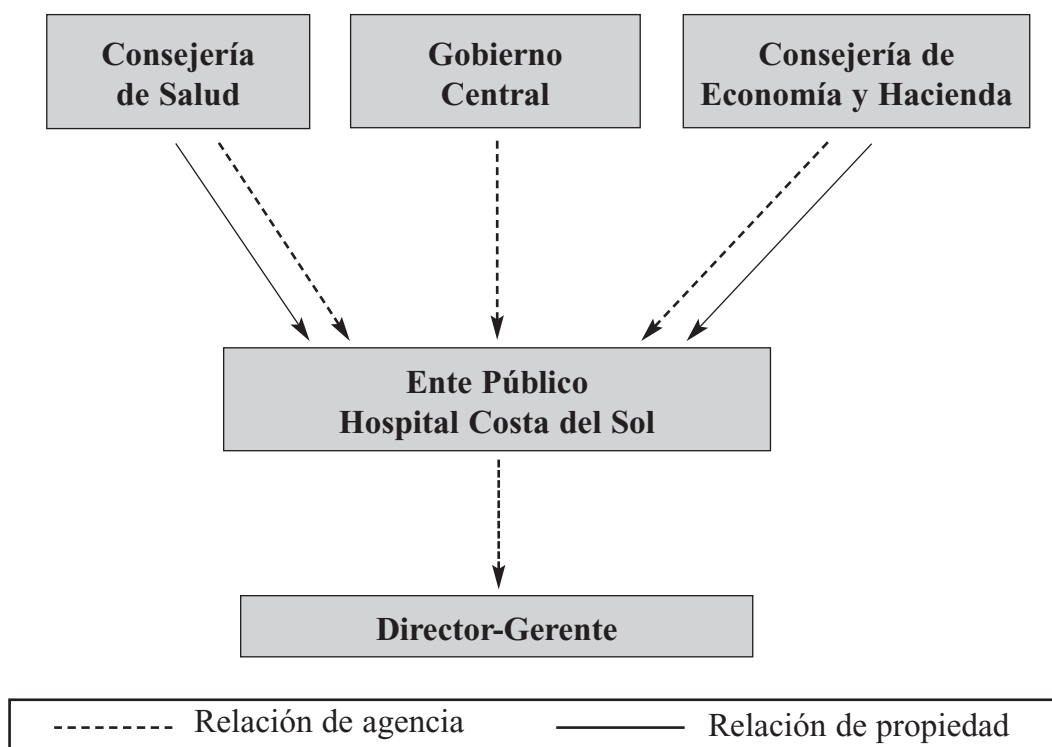 Consejería
de Salud
Gobierno
Central
Consejería de
Economía y Hacienda
Ente Público
Hospital Costa del Sol
Director-Gerente
Relación de agencia
Relación de propiedad